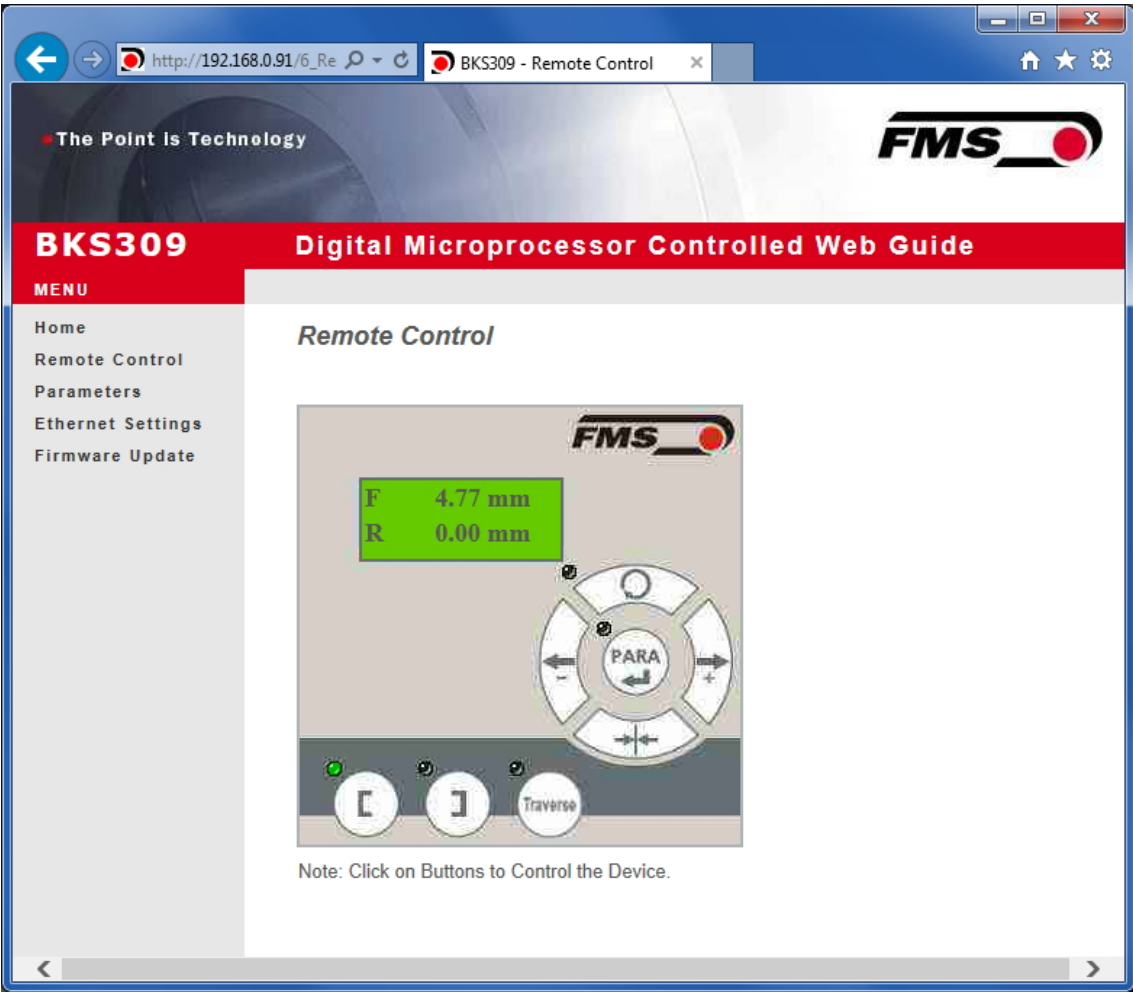 http://192.168.0.91/6_Re
BKS309 - Remote Control
The Point is Technology
FMS
BKS309
Digital Microprocessor Controlled Web Guide
MENU
Home
Remote Control
Parameters
Ethernet Settings
Firmware Update
Remote Control
FMS
F 4.77 mm
R 0.00 mm
PARA
-
+
[
]
Traverse
Note: Click on Buttons to Control the Device.